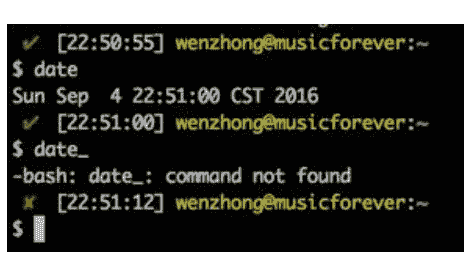 ✔ [22:50:55] wenzhong@musicforever:~
$ date
Sun Sep  4 22:51:00 CST 2016
✔ [22:51:00] wenzhong@musicforever:~
$ date_
-bash: date_: command not found
✘ [22:51:12] wenzhong@musicforever:~
$